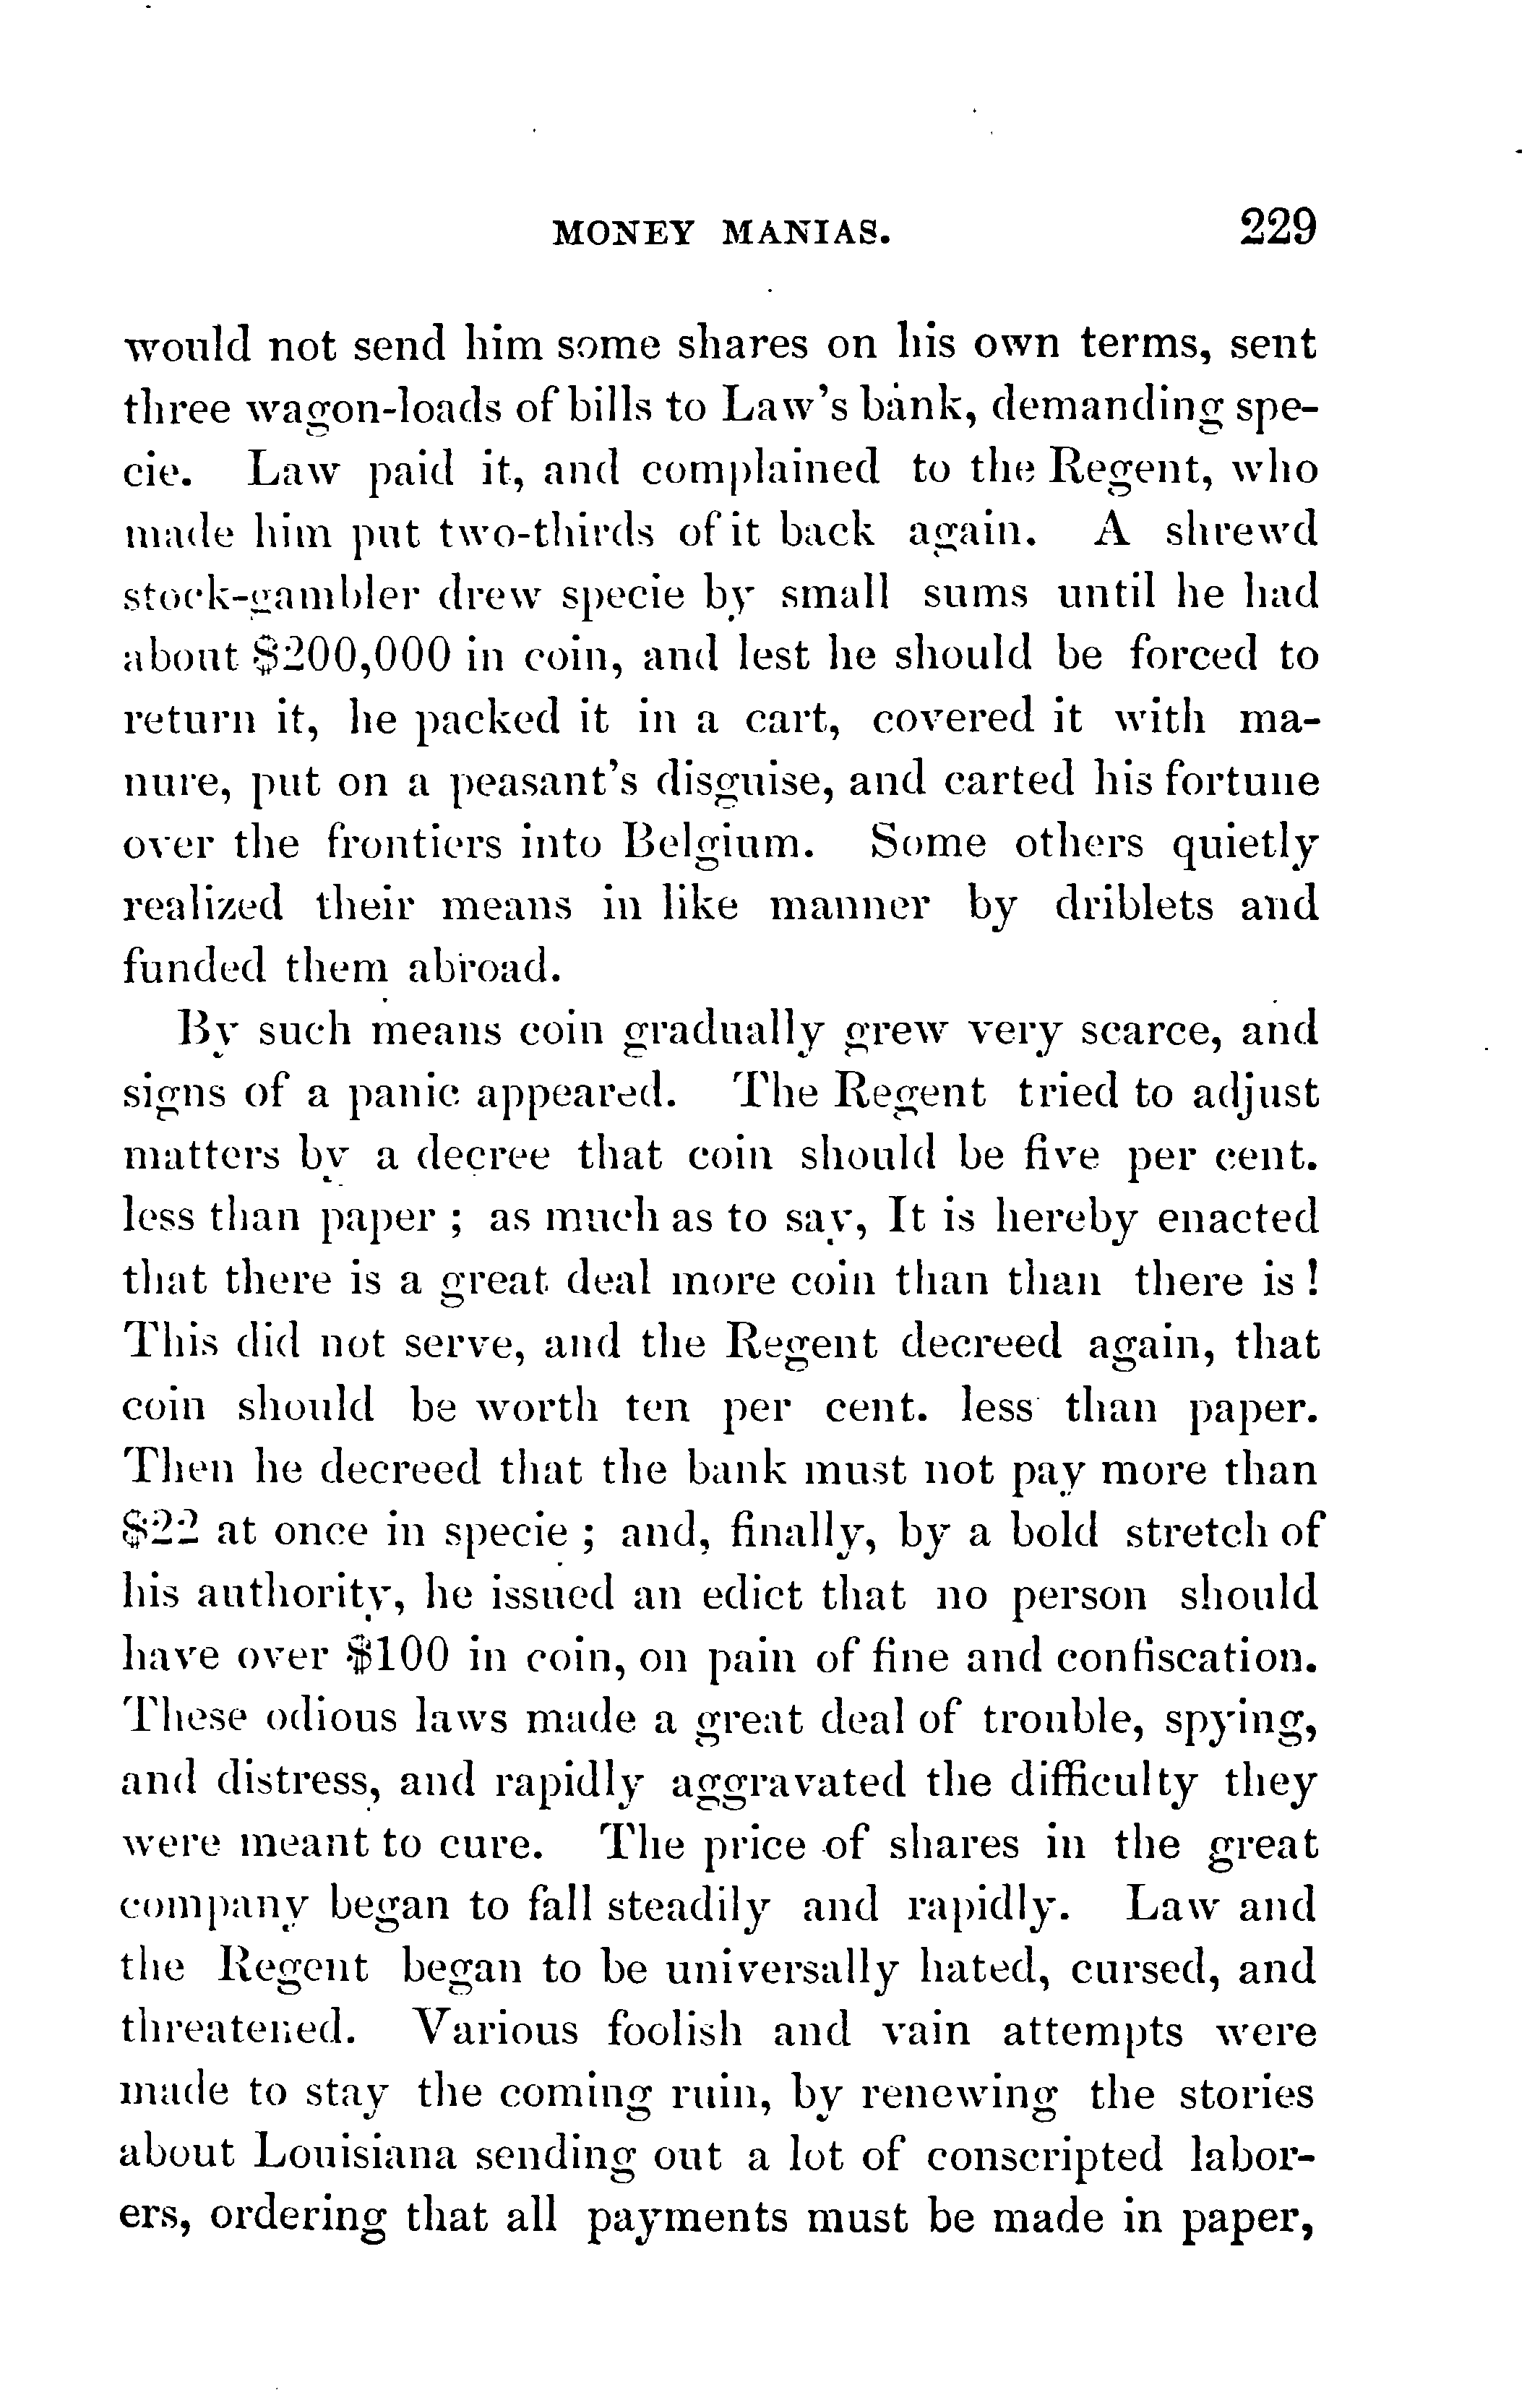 MONEY MANIAS. 229
would not send him some shares on his own terms, sent
three wagon-loads of bills to Law's bank, demanding spe-
cie. Law paid it, and complained to the Regent, who
made him put two-thirds of it back again. A shrewd
stock-gambler drew specie by small sums until he had
about $200,000 in coin, and lest he should be forced to
return it, he packed it in a cart, covered it with ma-
nure, put on a peasant's disguise, and carted his fortune
over the frontiers into Belgium. Some others quietly
realized their means in like manner by driblets and
funded them abroad.
By such means coin gradually grew very scarce, and
signs of a panic appeared. The Regent tried to adjust
matters by a decree that coin should be five per cent.
less than paper ; as much as to say, It is hereby enacted
that there is a great deal more coin than than there is !
This did not serve, and the Regent decreed again, that
coin should be worth ten per cent. less than paper.
Then he decreed that the bank must not pay more than
$22 at once in specie ; and, finally, by a bold stretch of
his authority, he issued an edict that no person should
have over $100 in coin, on pain of fine and confiscation.
These odious laws made a great deal of trouble, spying,
and distress, and rapidly aggravated the difficulty they
were meant to cure. The price of shares in the great
company began to fall steadily and rapidly. Law and
the Regent began to be universally hated, cursed, and
threatened. Various foolish and vain attempts were
made to stay the coming ruin, by renewing the stories
about Louisiana sending out a lot of conscripted labor-
ers, ordering that all payments must be made in paper,